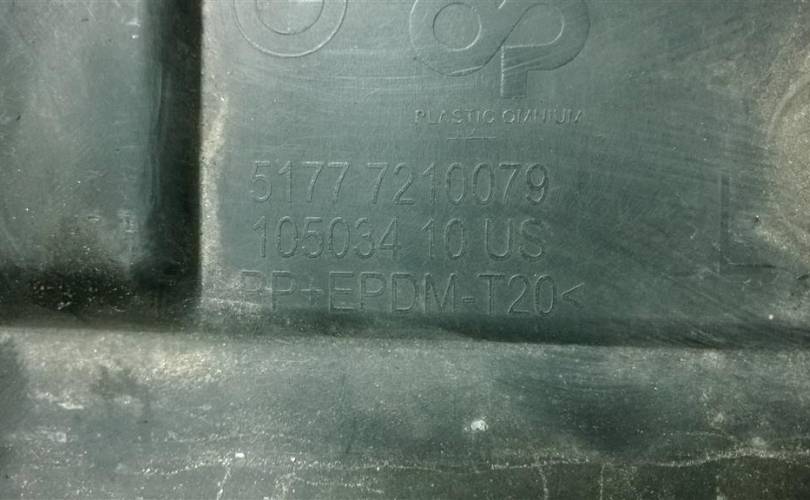 PLASTIC OMNIUM
5177 7210079
105034 10 US
PP+EPDM-T20<